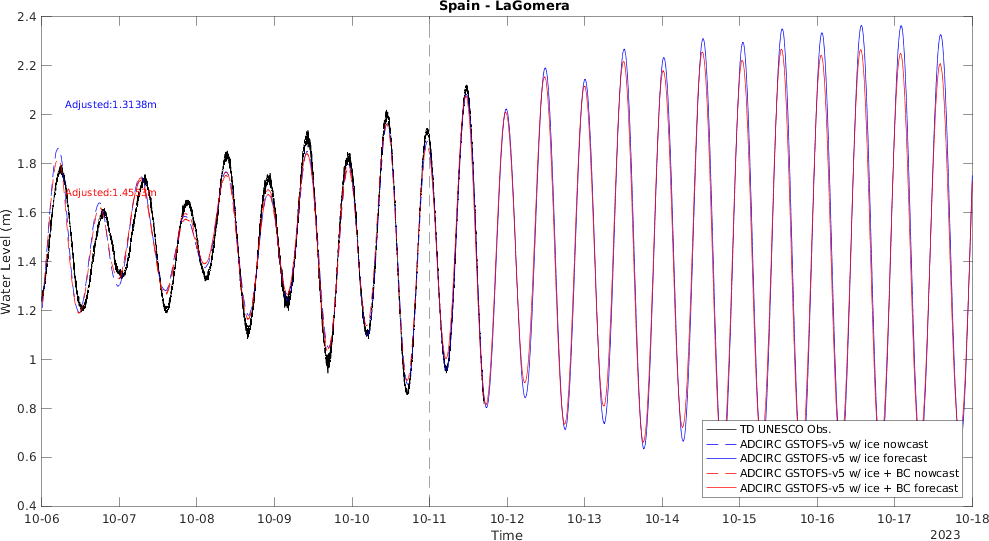 Spain - LaGomera
2.4
2.2
2
1.8
1.6
1.4
1.2
1
0.8
0.6
0.4
Water Level (m)
Adjusted:1.3138m
TD UNESCO Obs.
ADCIRC GSTOFS-v5 w/ ice nowcast
ADCIRC GSTOFS-v5 w/ ice forecast
ADCIRC GSTOFS-v5 w/ ice + BC nowcast
ADCIRC GSTOFS-v5 w/ ice + BC forecast
10-06 10-07 10-08 10-09 10-10 10-11 10-12 10-13 10-14 10-15 10-16 10-17 10-18
Time
2023